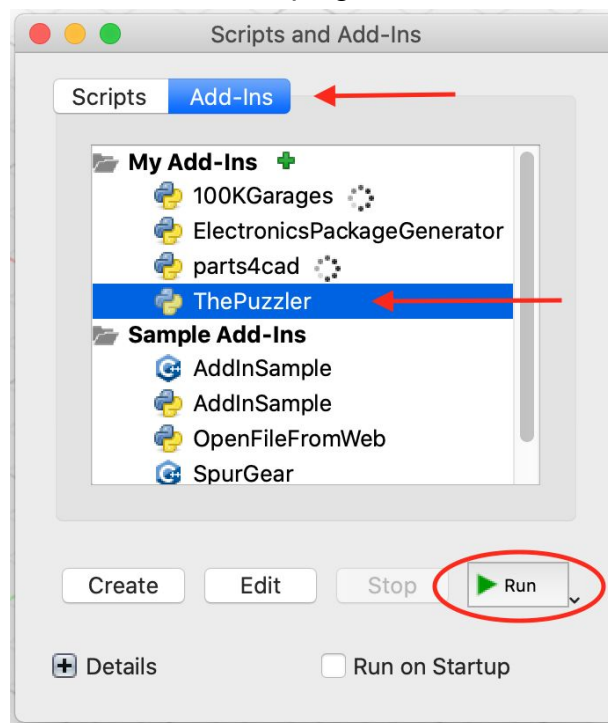 Scripts and Add-Ins
Scripts Add-Ins
My Add-Ins
100KGarages
ElectronicsPackageGenerator
parts4cad
ThePuzzler
Sample Add-Ins
AddInSample
AddInSample
OpenFileFromWeb
SpurGear
Create Edit Stop Run
Details Run on Startup